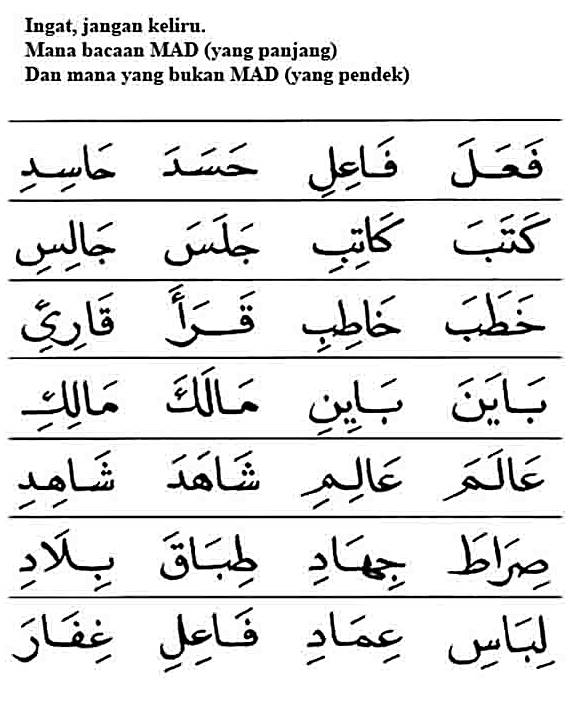 Ingat, jangan keliru.
Mana bacaan MAD (yang panjang)
Dan mana yang bukan MAD (yang pendek)
فَعَلَ فَاعِلِ حَسَدَ حَاسِدِ
كَتَبَ كَاتِبِ جَلَسَ جَالِسِ
خَطَبَ خَاطِبِ قَرَأَ قَارِئِ
بَايَنَ بَايِنِ مَالَكَ مَالِكِ
عَالَمَ عَالِمِ شَاهَدَ شَاهِدِ
صِرَاطَ جِهَادِ طِبَاقَ بِلَادِ
لِبَاسِ عِمَادِ فَاعِلِ غِفَارَ